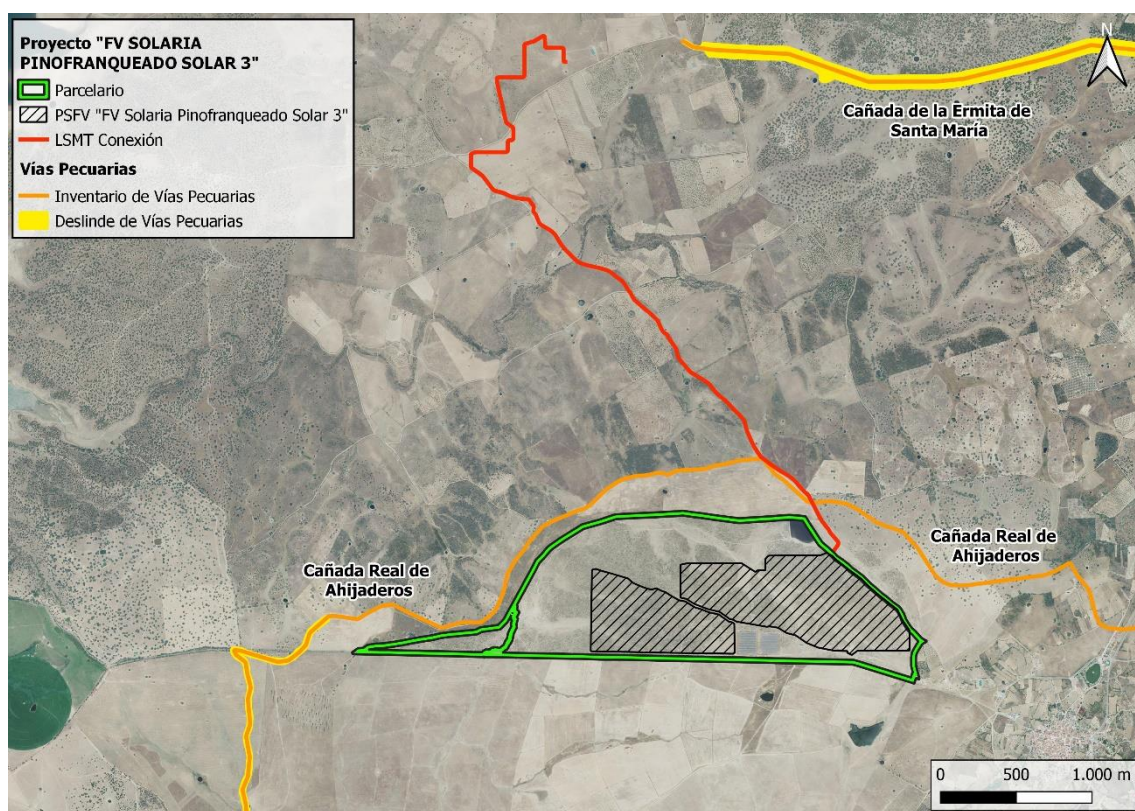 Proyecto "FV SOLARIA
PINOFRANQUEADO SOLAR 3"
Parcelario
PSFV "FV Solaria Pinofranqueado Solar 3"
LSMT Conexión
Vías Pecuarias
Inventario de Vías Pecuarias
Deslinde de Vías Pecuarias
N
Cañada de la Ermita de
Santa María
Cañada Real de
Ahijaderos
Cañada Real de
Ahijaderos
0 500 1.000 m